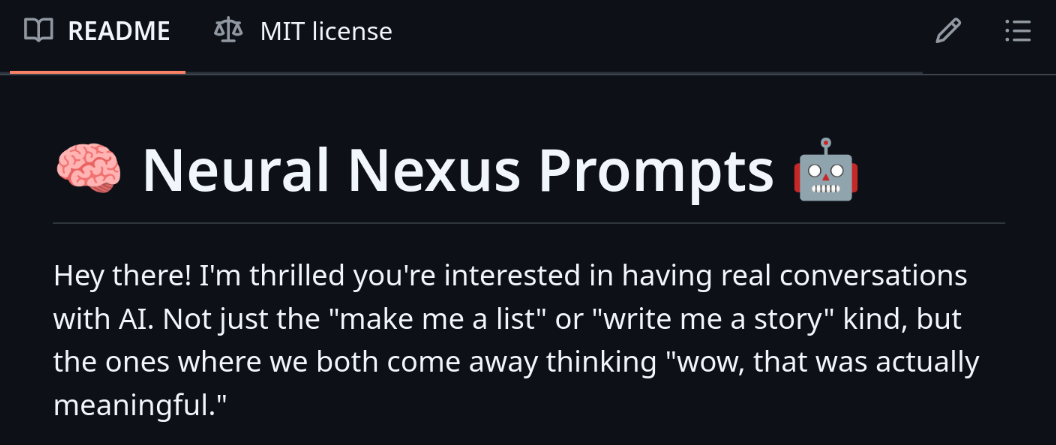 README MIT license
🧠 Neural Nexus Prompts 🤖
Hey there! I'm thrilled you're interested in having real conversations
with AI. Not just the "make me a list" or "write me a story" kind, but
the ones where we both come away thinking "wow, that was actually
meaningful."